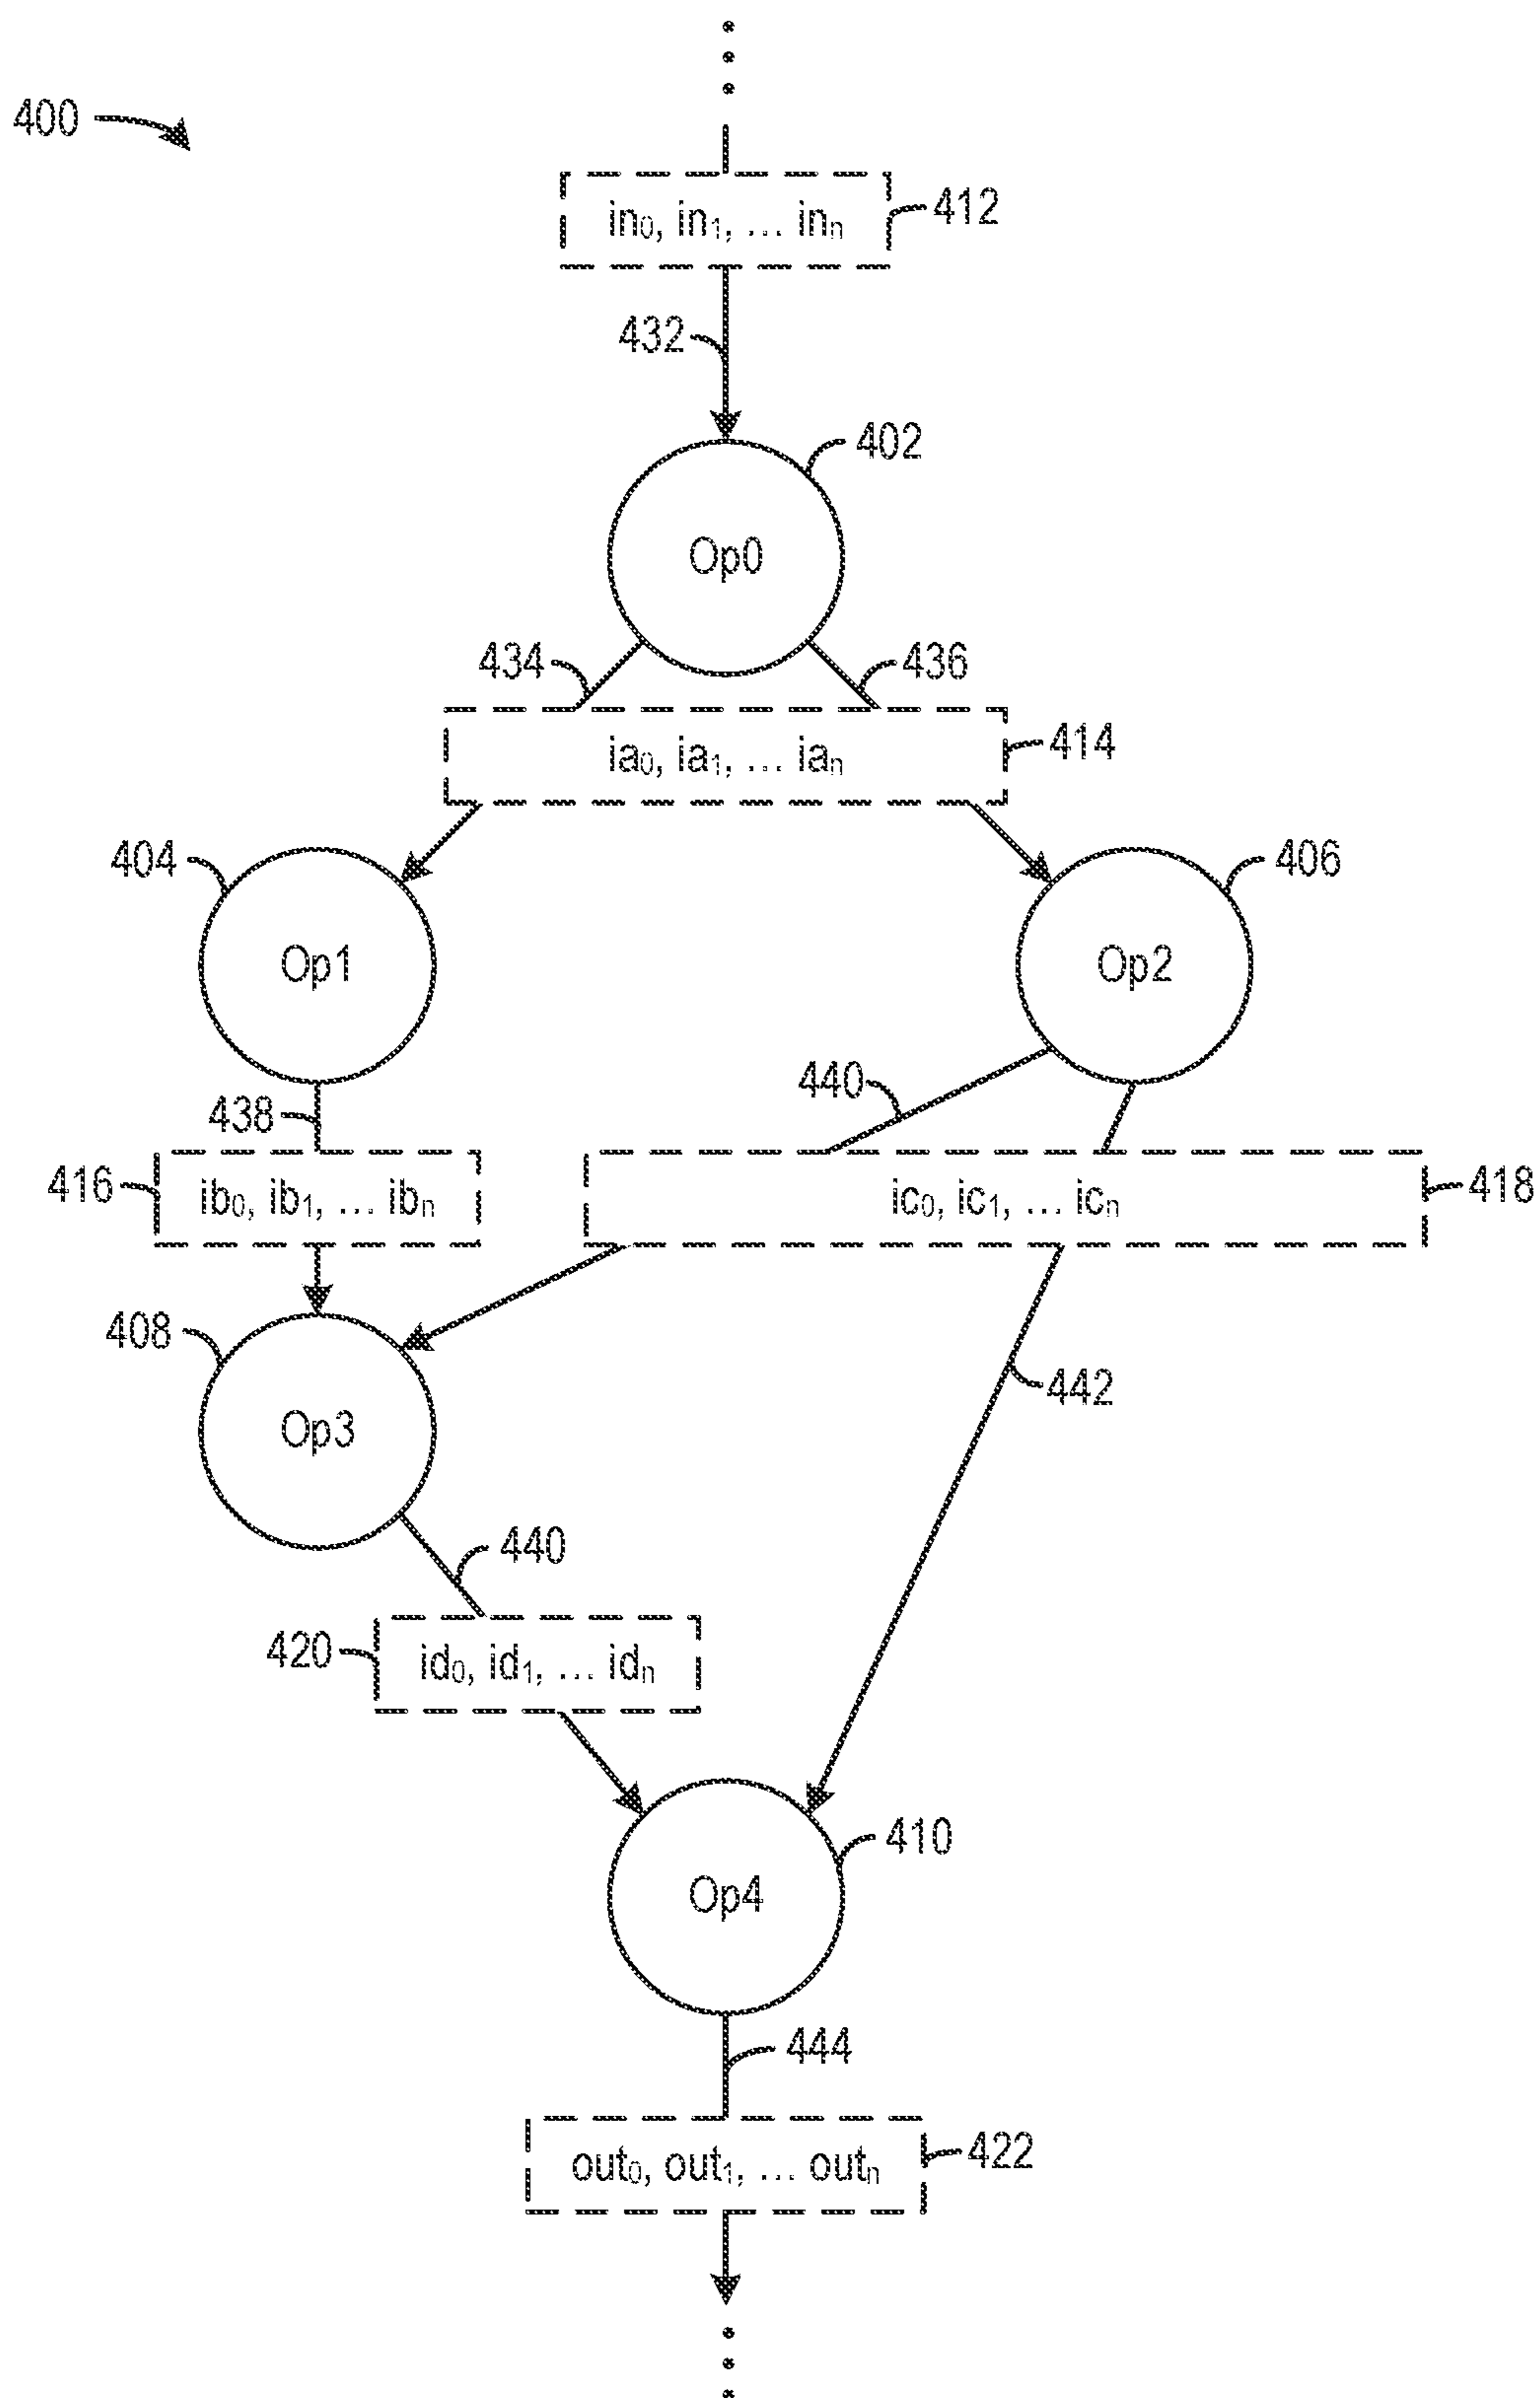 400
in₀, in₁, ... inₙ
412
432
402
Op0
434
436
ia₀, ia₁, ... iaₙ
414
404
406
Op1
Op2
440
438
416
ib₀, ib₁, ... ibₙ
ic₀, ic₁, ... icₙ
418
408
442
Op3
440
420
id₀, id₁, ... idₙ
410
Op4
444
out₀, out₁, ... outₙ
422